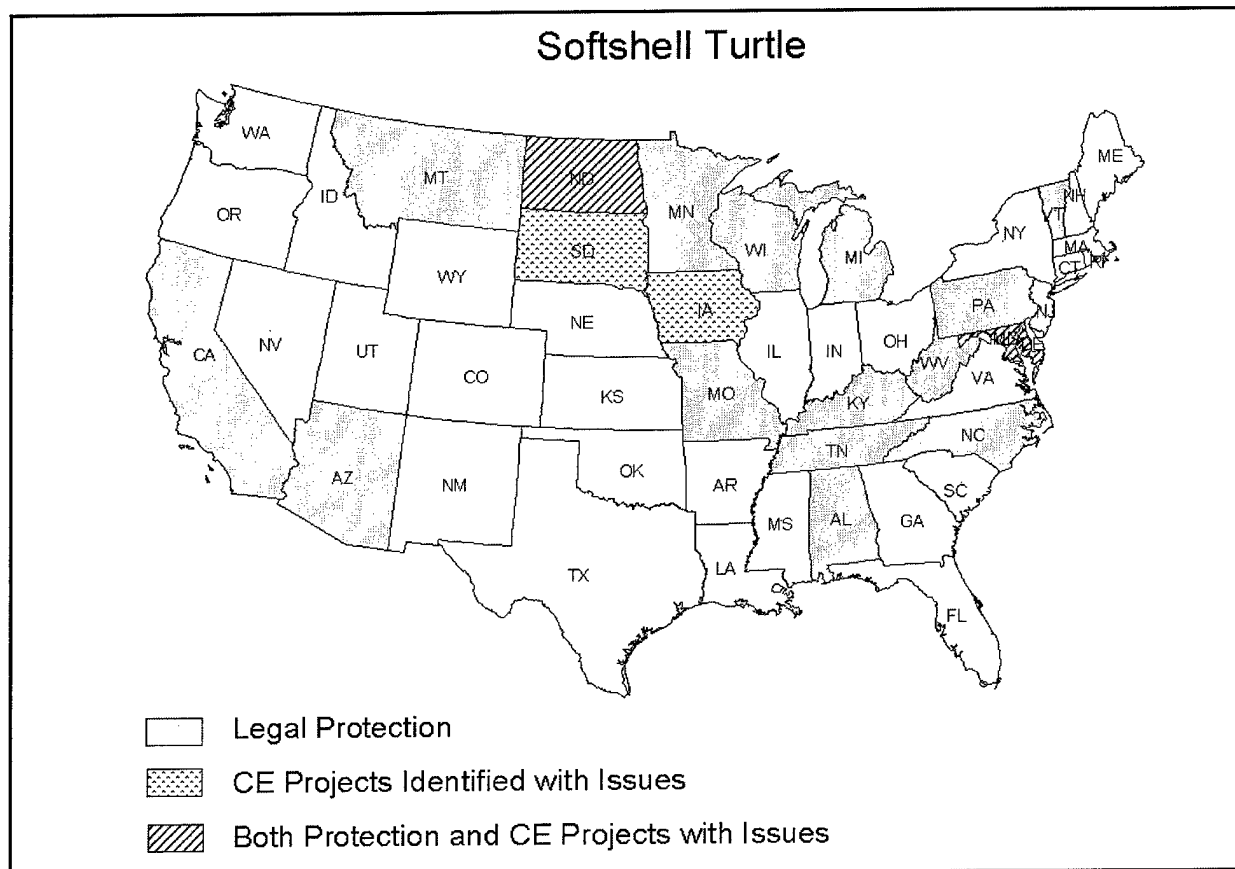 Softshell Turtle
WA
ME
MT
ND
ID
MN
NH
OR
VT
NY
WI
MA
SD
MI
CT
RI
WY
PA
IA
NJ
NE
OH
NV
IL
IN
DE
CA
UT
WV
CO
VA
KS
MO
KY
NC
TN
AZ
OK
NM
AR
SC
MS
AL
GA
TX
LA
FL
Legal Protection
CE Projects Identified with Issues
Both Protection and CE Projects with Issues